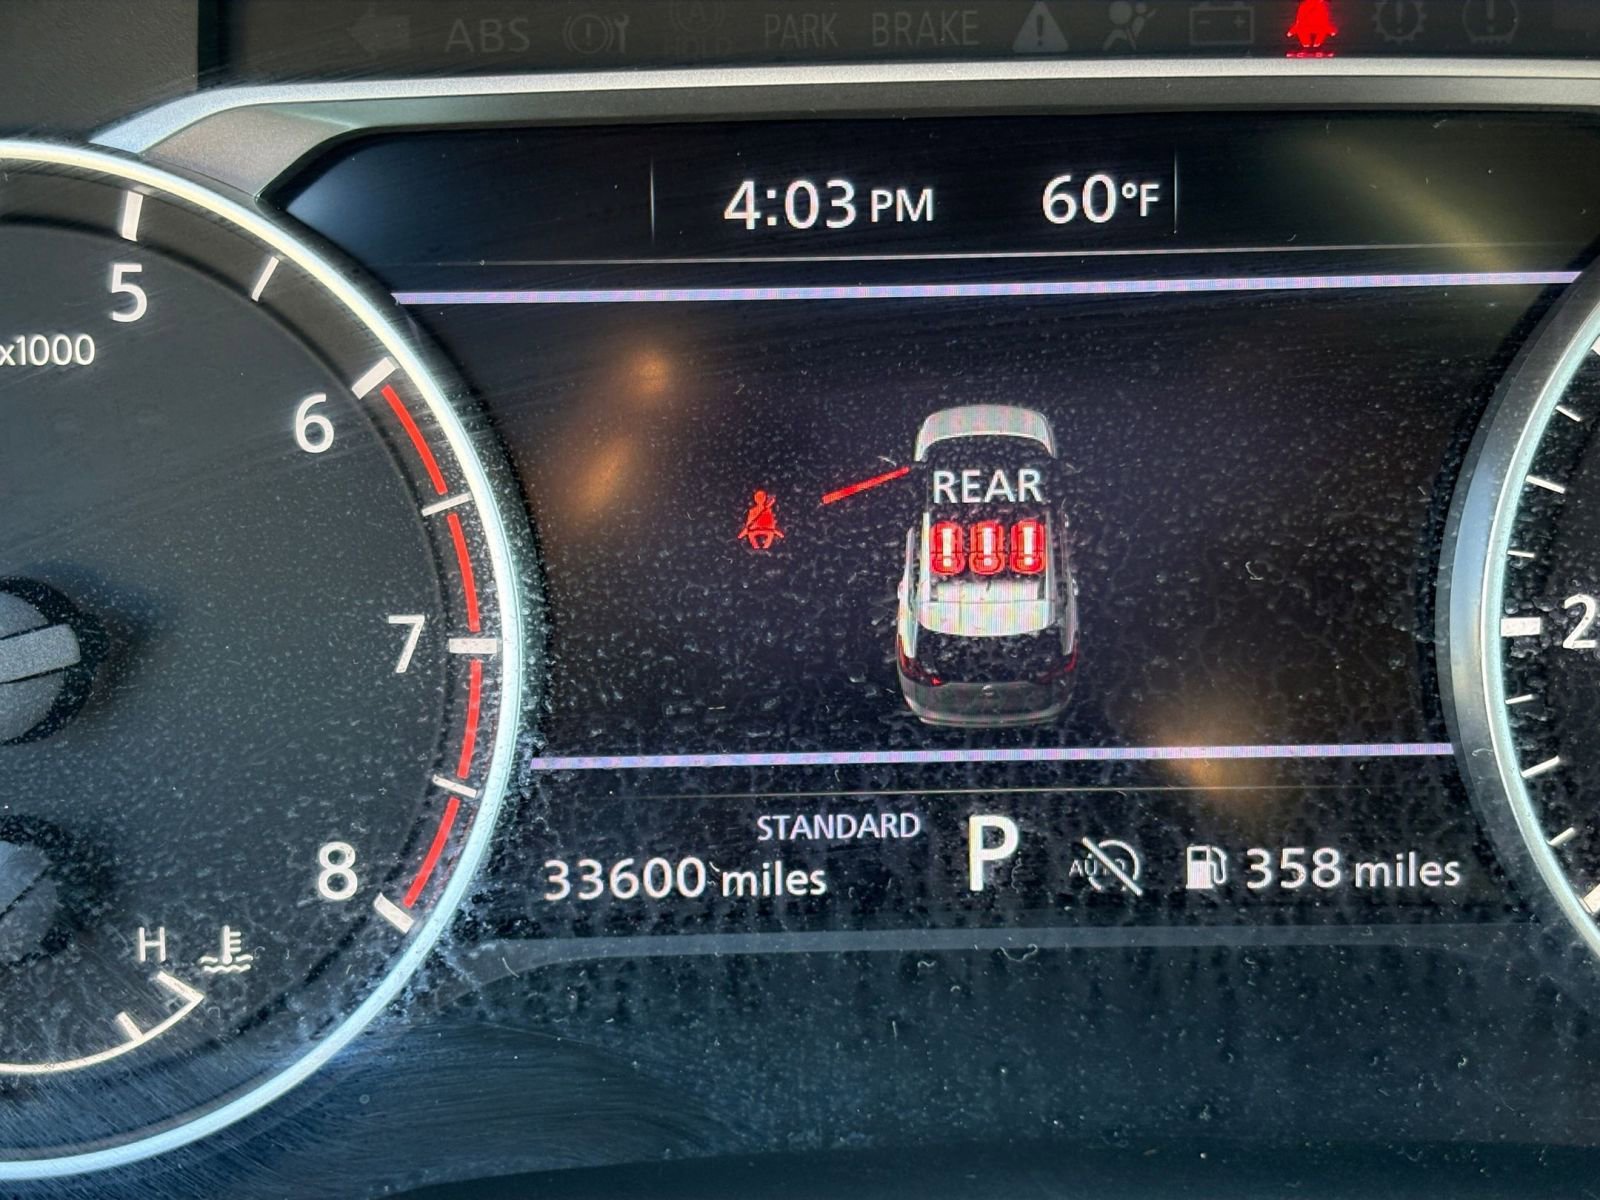 ABS
HOLD
PARK BRAKE
4:03 PM 60°F
5
x1000
6
7
8
H
REAR
2
STANDARD
33600 miles P AUTO 358 miles